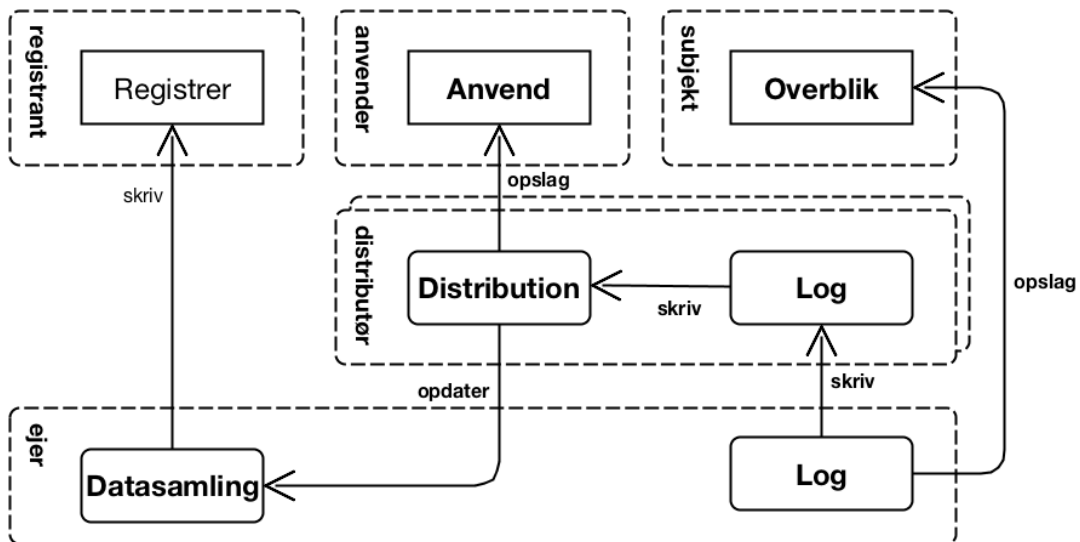 registrant
Registrer
anvender
Anvend
subjekt
Overblik
skriv
opslag
distributør
Distribution
skriv
Log
opslag
opdater
skriv
ejer
Datasamling
Log